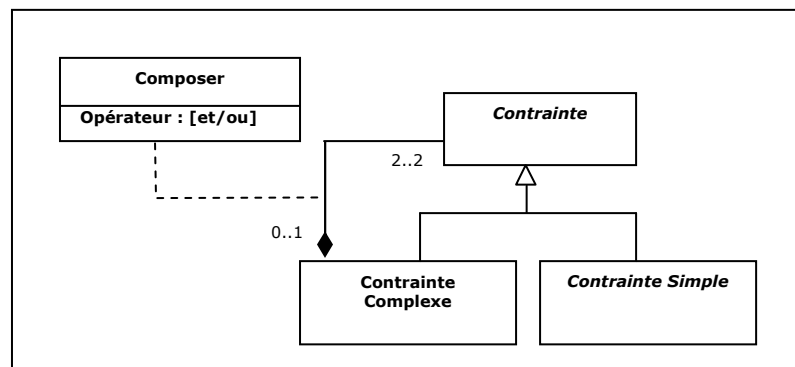 Composer
Opérateur : [et/ou]
Contrainte
2..2
0..1
Contrainte
Complexe
Contrainte Simple